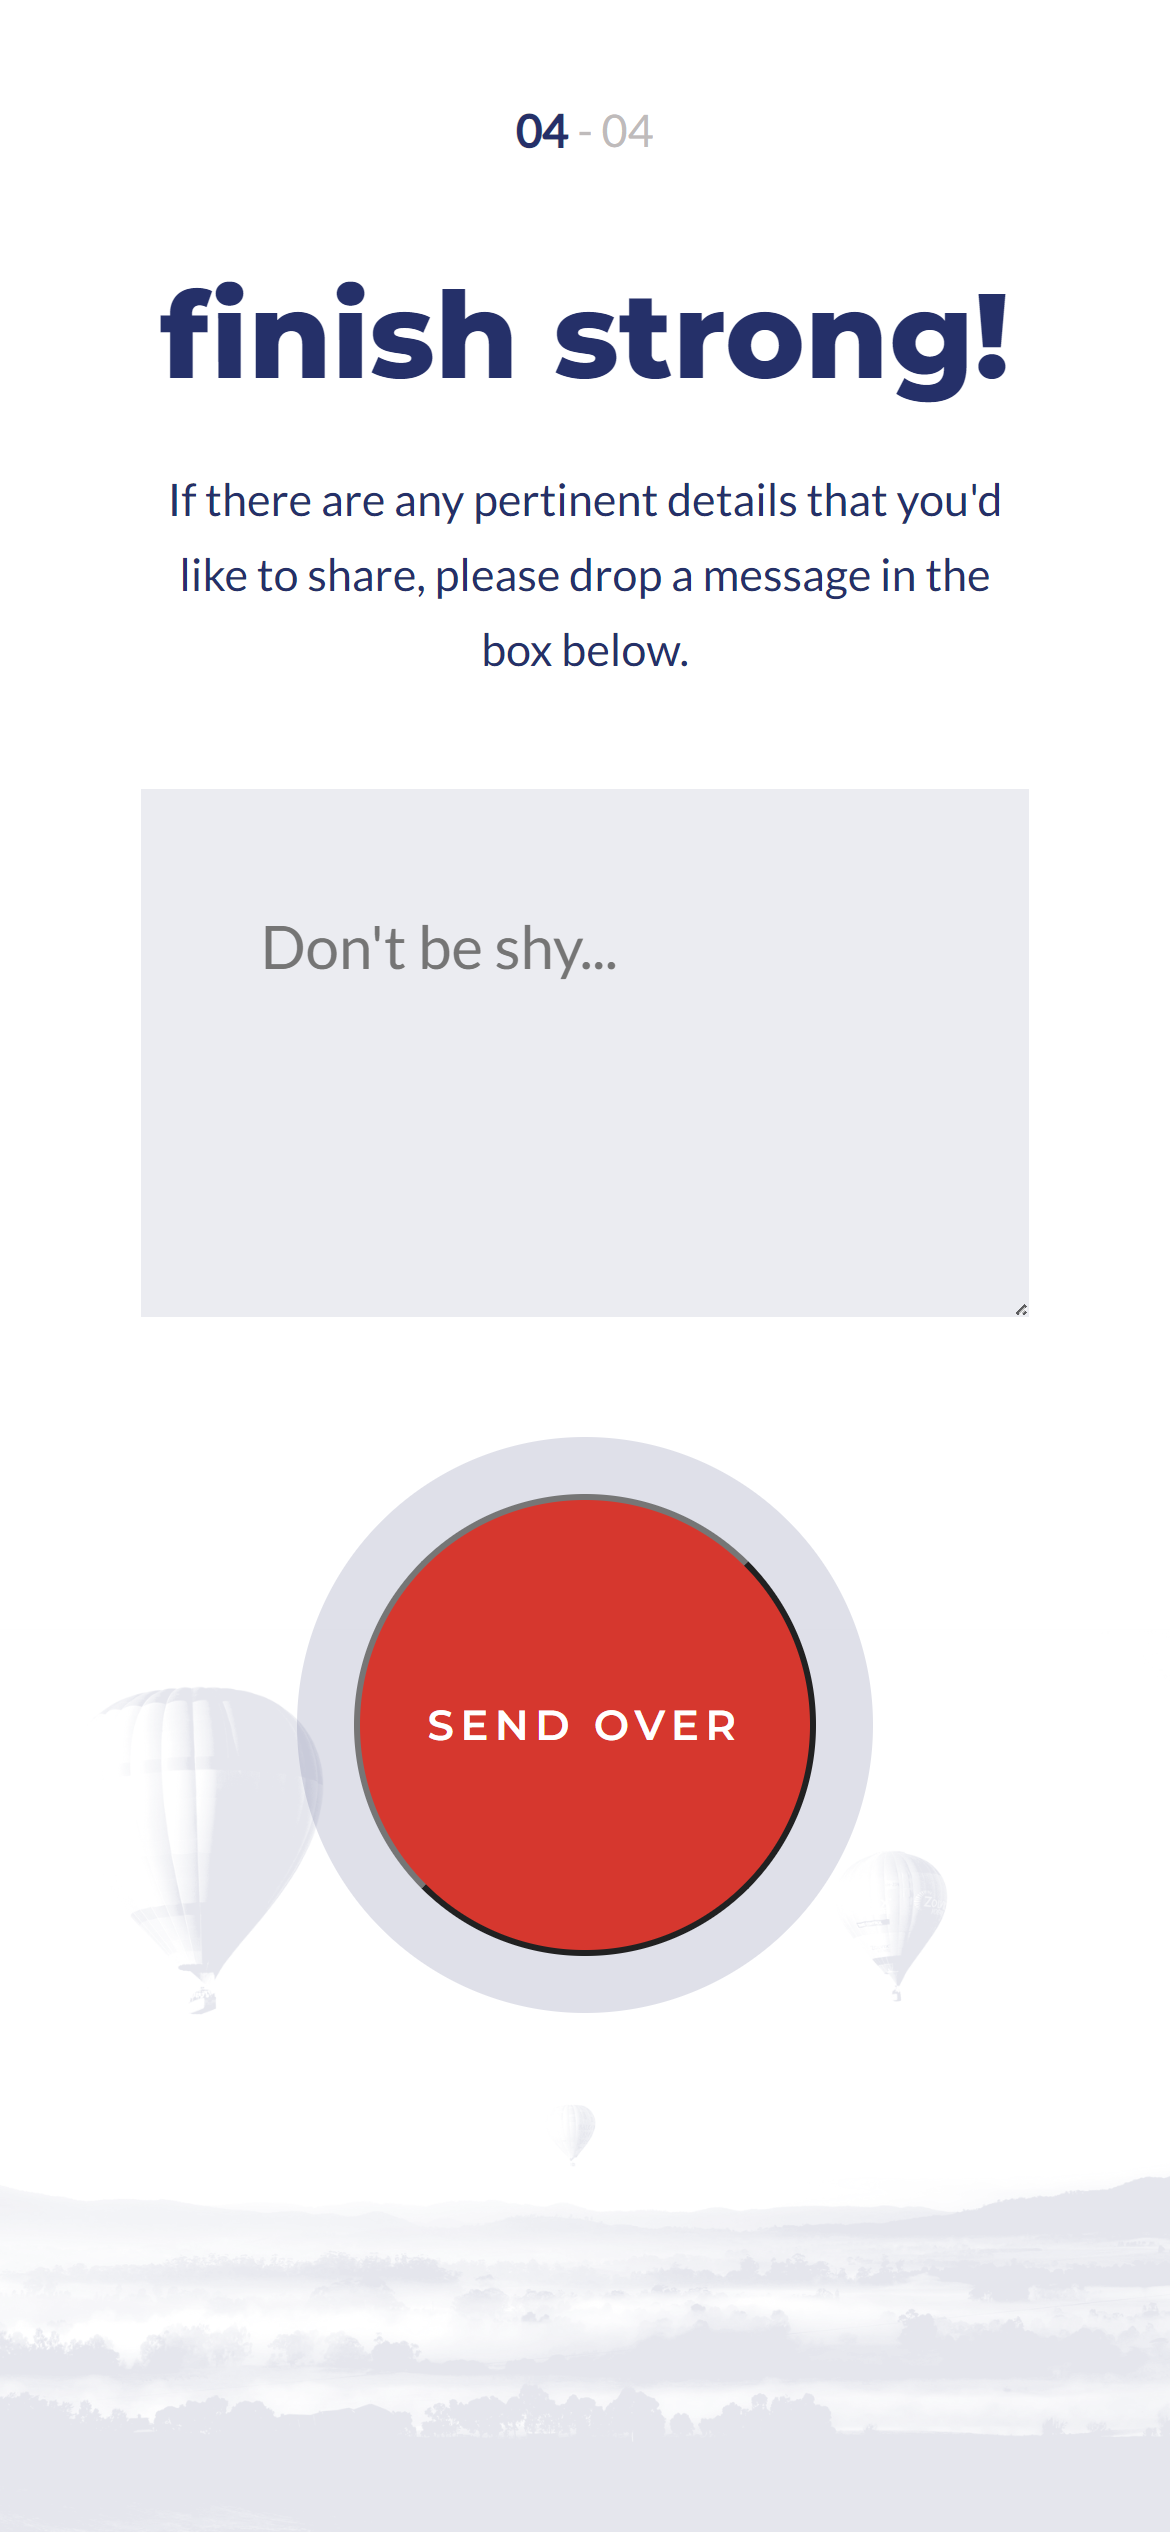 04 - 04
finish strong!
If there are any pertinent details that you'd
like to share, please drop a message in the
box below.
Don't be shy...
SEND OVER